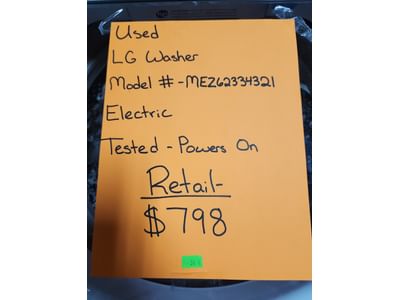 Used
LG Washer
Model # - MEZ62334321
Electric
Tested - Powers On
Retail-
$798